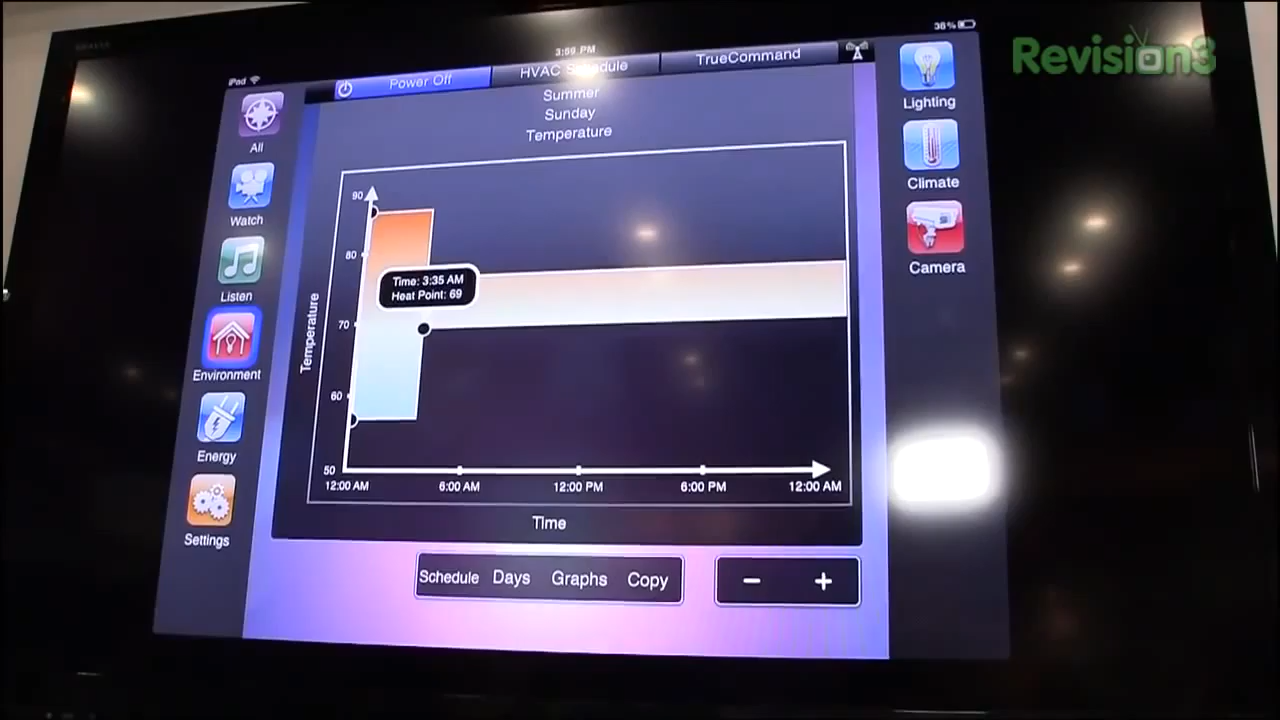 Revision3
iPad
3:59 PM
36%
Power Off
HVAC Schedule
TrueCommand
Summer
Sunday
Temperature
All
Watch
Listen
Environment
Energy
Settings
Lighting
Climate
Camera
Temperature
90
80
70
60
50
Time: 3:35 AM
Heat Point: 69
12:00 AM
6:00 AM
12:00 PM
6:00 PM
12:00 AM
Time
Schedule
Days
Graphs
Copy
−
+